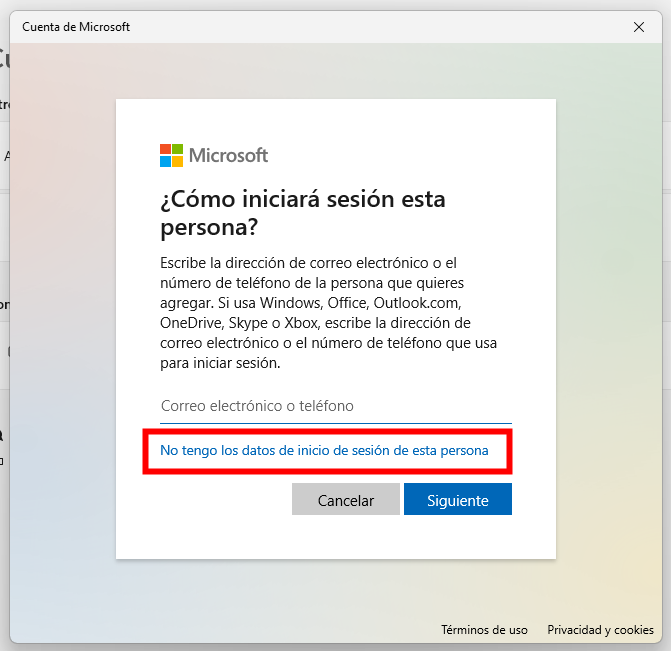 Cuenta de Microsoft
Microsoft
¿Cómo iniciará sesión esta
persona?
Escribe la dirección de correo electrónico o el
número de teléfono de la persona que quieres
agregar. Si usa Windows, Office, Outlook.com,
OneDrive, Skype o Xbox, escribe la dirección de
correo electrónico o el número de teléfono que usa
para iniciar sesión.
Correo electrónico o teléfono
No tengo los datos de inicio de sesión de esta persona
Cancelar
Siguiente
Términos de uso
Privacidad y cookies